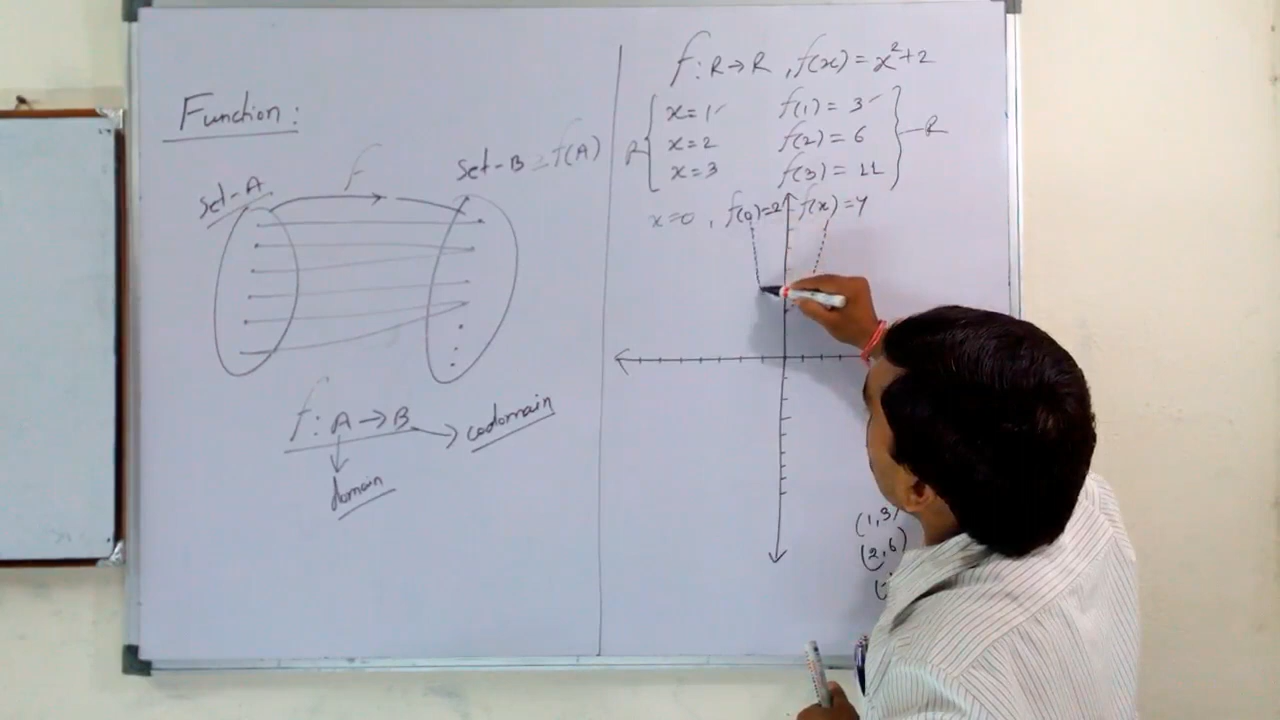 Function:
Set-A
f
Set-B = f(A)
f: A → B
codomain
domain
f: R → R, f(x) = x²+2
x=1 f(1) = 3
R x=2 f(2) = 6 R
x=3 f(3) = 11
x=0, f(0)=2 f(x)=y
(1,3)
(2,6)